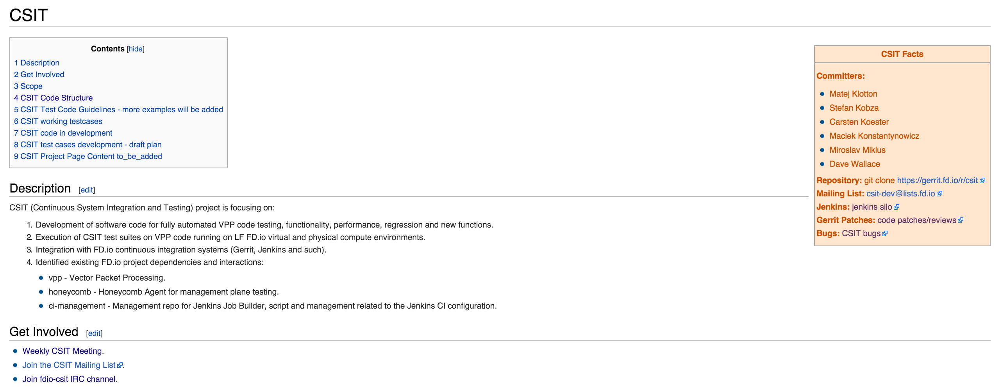 CSIT
Contents [hide]
1 Description
2 Get Involved
3 Scope
4 CSIT Code Structure
5 CSIT Test Code Guidelines - more examples will be added
6 CSIT working testcases
7 CSIT code in development
8 CSIT test cases development - draft plan
9 CSIT Project Page Content to_be_added
CSIT Facts
Committers:
Matej Klotton
Stefan Kobza
Carsten Koester
Maciek Konstantynowicz
Miroslav Miklus
Dave Wallace
Repository: git clone https://gerrit.fd.io/r/csit
Mailing List: csit-dev@lists.fd.io
Jenkins: jenkins silo
Gerrit Patches: code patches/reviews
Bugs: CSIT bugs
Description [edit]
CSIT (Continuous System Integration and Testing) project is focusing on:
1. Development of software code for fully automated VPP code testing, functionality, performance, regression and new functions.
2. Execution of CSIT test suites on VPP code running on LF FD.io virtual and physical compute environments.
3. Integration with FD.io continuous integration systems (Gerrit, Jenkins and such).
4. Identified existing FD.io project dependencies and interactions:
vpp - Vector Packet Processing.
honeycomb - Honeycomb Agent for management plane testing.
ci-management - Management repo for Jenkins Job Builder, script and management related to the Jenkins CI configuration.
Get Involved [edit]
Weekly CSIT Meeting.
Join the CSIT Mailing List.
Join fdio-csit IRC channel.